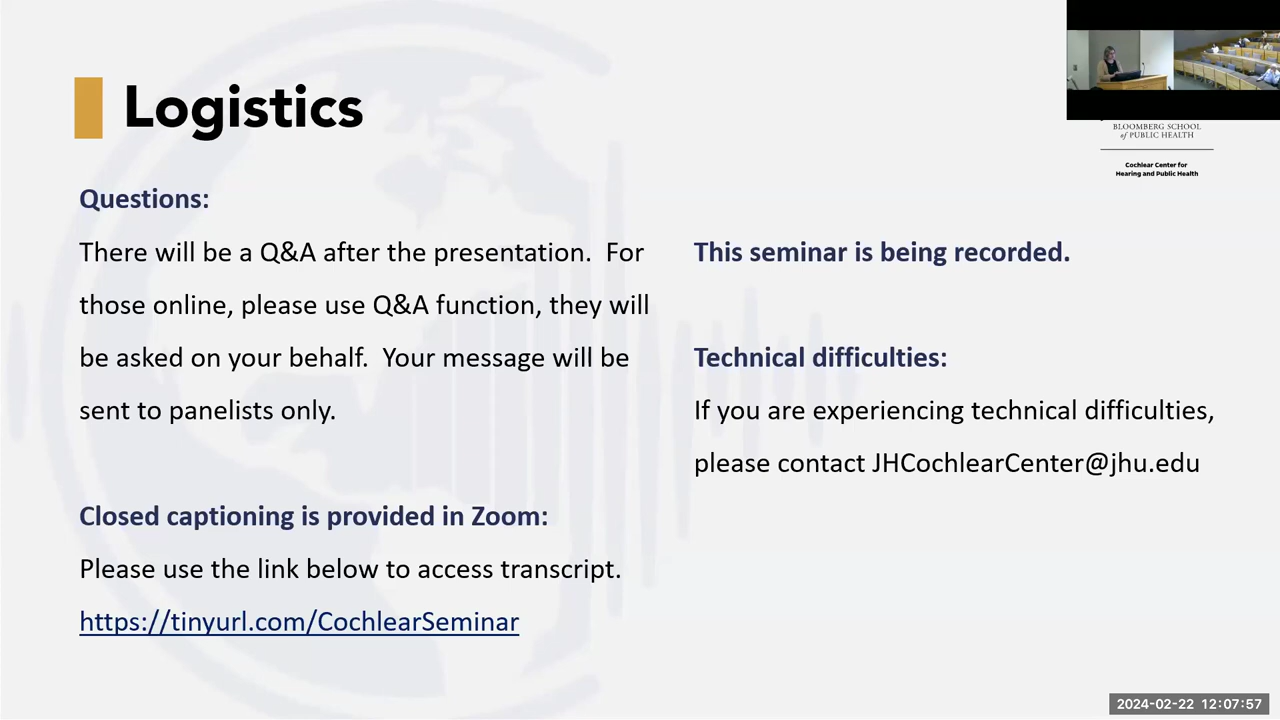 Logistics
Questions:
There will be a Q&A after the presentation.  For
those online, please use Q&A function, they will
be asked on your behalf.  Your message will be
sent to panelists only.
Closed captioning is provided in Zoom:
Please use the link below to access transcript.
https://tinyurl.com/CochlearSeminar
This seminar is being recorded.
Technical difficulties:
If you are experiencing technical difficulties,
please contact JHCochlearCenter@jhu.edu
BLOOMBERG SCHOOL
of PUBLIC HEALTH
Cochlear Center for
Hearing and Public Health
2024-02-22 12:07:57